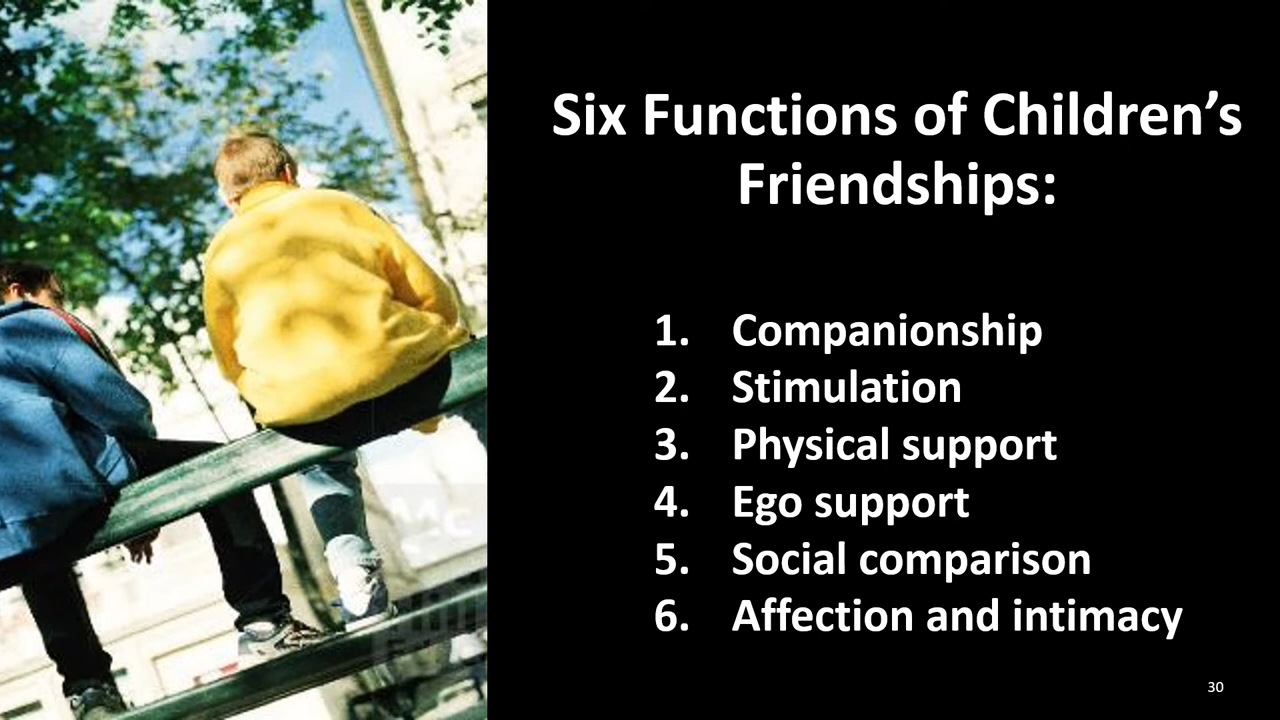 Six Functions of Children’s
Friendships:
1. Companionship
2. Stimulation
3. Physical support
4. Ego support
5. Social comparison
6. Affection and intimacy
30